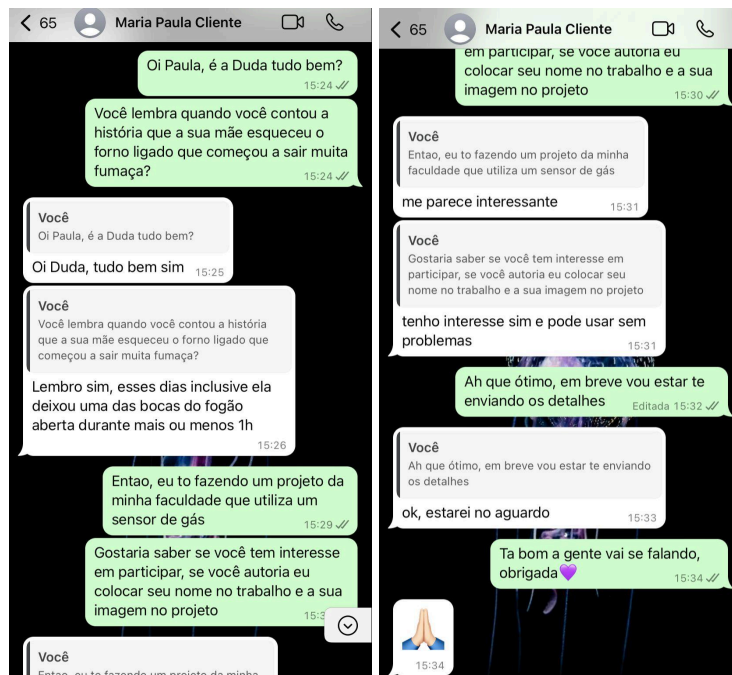 65 Maria Paula Cliente
Oi Paula, é a Duda tudo bem?
15:24
Você lembra quando você contou a
história que a sua mãe esqueceu o
forno ligado que começou a sair muita
fumaça?
15:24
Você
Oi Paula, é a Duda tudo bem?
Oi Duda, tudo bem sim 15:25
Você
Você lembra quando você contou a história
que a sua mãe esqueceu o forno ligado que
começou a sair muita fumaça?
Lembro sim, esses dias inclusive ela
deixou uma das bocas do fogão
aberta durante mais ou menos 1h
15:26
Entao, eu to fazendo um projeto da
minha faculdade que utiliza um
sensor de gás 15:29
Gostaria saber se você tem interesse
em participar, se você autoria eu
colocar seu nome no trabalho e a sua
imagem no projeto
Você
Entao, eu to fazendo um projeto da minha
65 Maria Paula Cliente
em participar, se você autoria eu
colocar seu nome no trabalho e a sua
imagem no projeto 15:30
Você
Entao, eu to fazendo um projeto da minha
faculdade que utiliza um sensor de gás
me parece interessante 15:31
Você
Gostaria saber se você tem interesse em
participar, se você autoria eu colocar seu
nome no trabalho e a sua imagem no projeto
tenho interesse sim e pode usar sem
problemas 15:31
Ah que ótimo, em breve vou estar te
enviando os detalhes Editada 15:32
Você
Ah que ótimo, em breve vou estar te enviando
os detalhes
ok, estarei no aguardo 15:33
Ta bom a gente vai se falando,
obrigada💜 15:34
🙏🏻
15:34